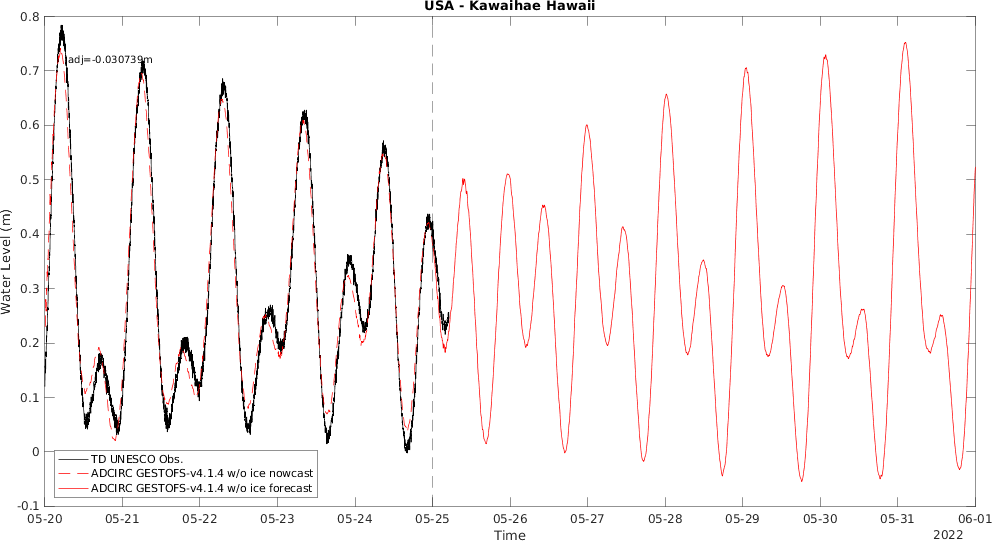 USA - Kawaihae Hawaii
adj=-0.030739m
Water Level (m)
0.8
0.7
0.6
0.5
0.4
0.3
0.2
0.1
0
-0.1
TD UNESCO Obs.
ADCIRC GESTOFS-v4.1.4 w/o ice nowcast
ADCIRC GESTOFS-v4.1.4 w/o ice forecast
05-20 05-21 05-22 05-23 05-24 05-25 05-26 05-27 05-28 05-29 05-30 05-31 06-01
Time
2022